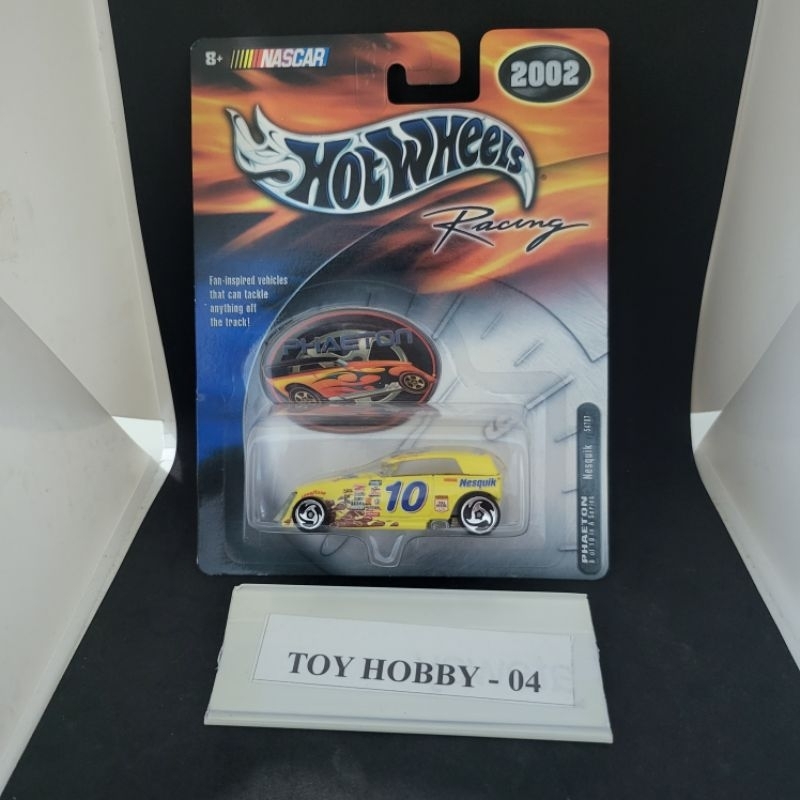 8+ NASCAR
2002
HOT WHEELS
Racing
Fan-inspired vehicles
that can tackle
anything off
the track!
PHAETON
10
Nesquik
PHAETON Nesquik
TOY HOBBY - 04